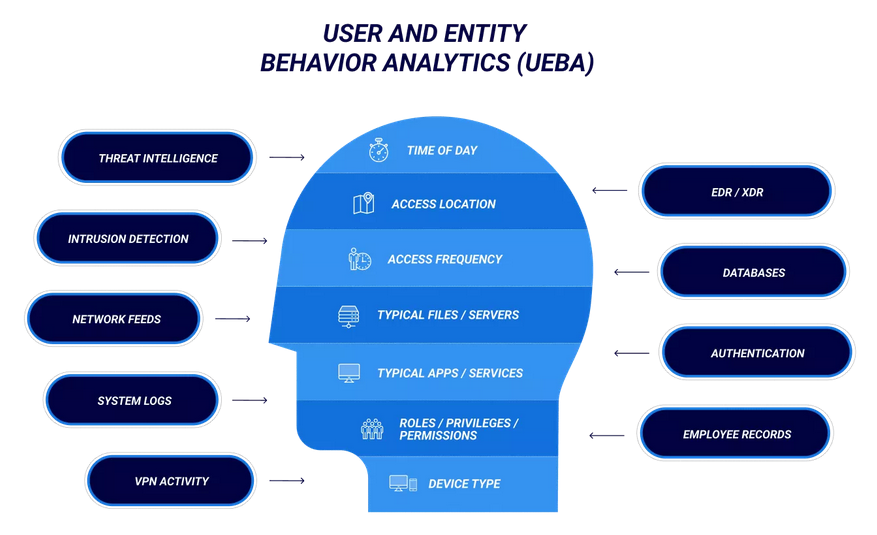 USER AND ENTITY
BEHAVIOR ANALYTICS (UEBA)
THREAT INTELLIGENCE
INTRUSION DETECTION
NETWORK FEEDS
SYSTEM LOGS
VPN ACTIVITY
TIME OF DAY
ACCESS LOCATION
ACCESS FREQUENCY
TYPICAL FILES / SERVERS
TYPICAL APPS / SERVICES
ROLES / PRIVILEGES /
PERMISSIONS
DEVICE TYPE
EDR / XDR
DATABASES
AUTHENTICATION
EMPLOYEE RECORDS